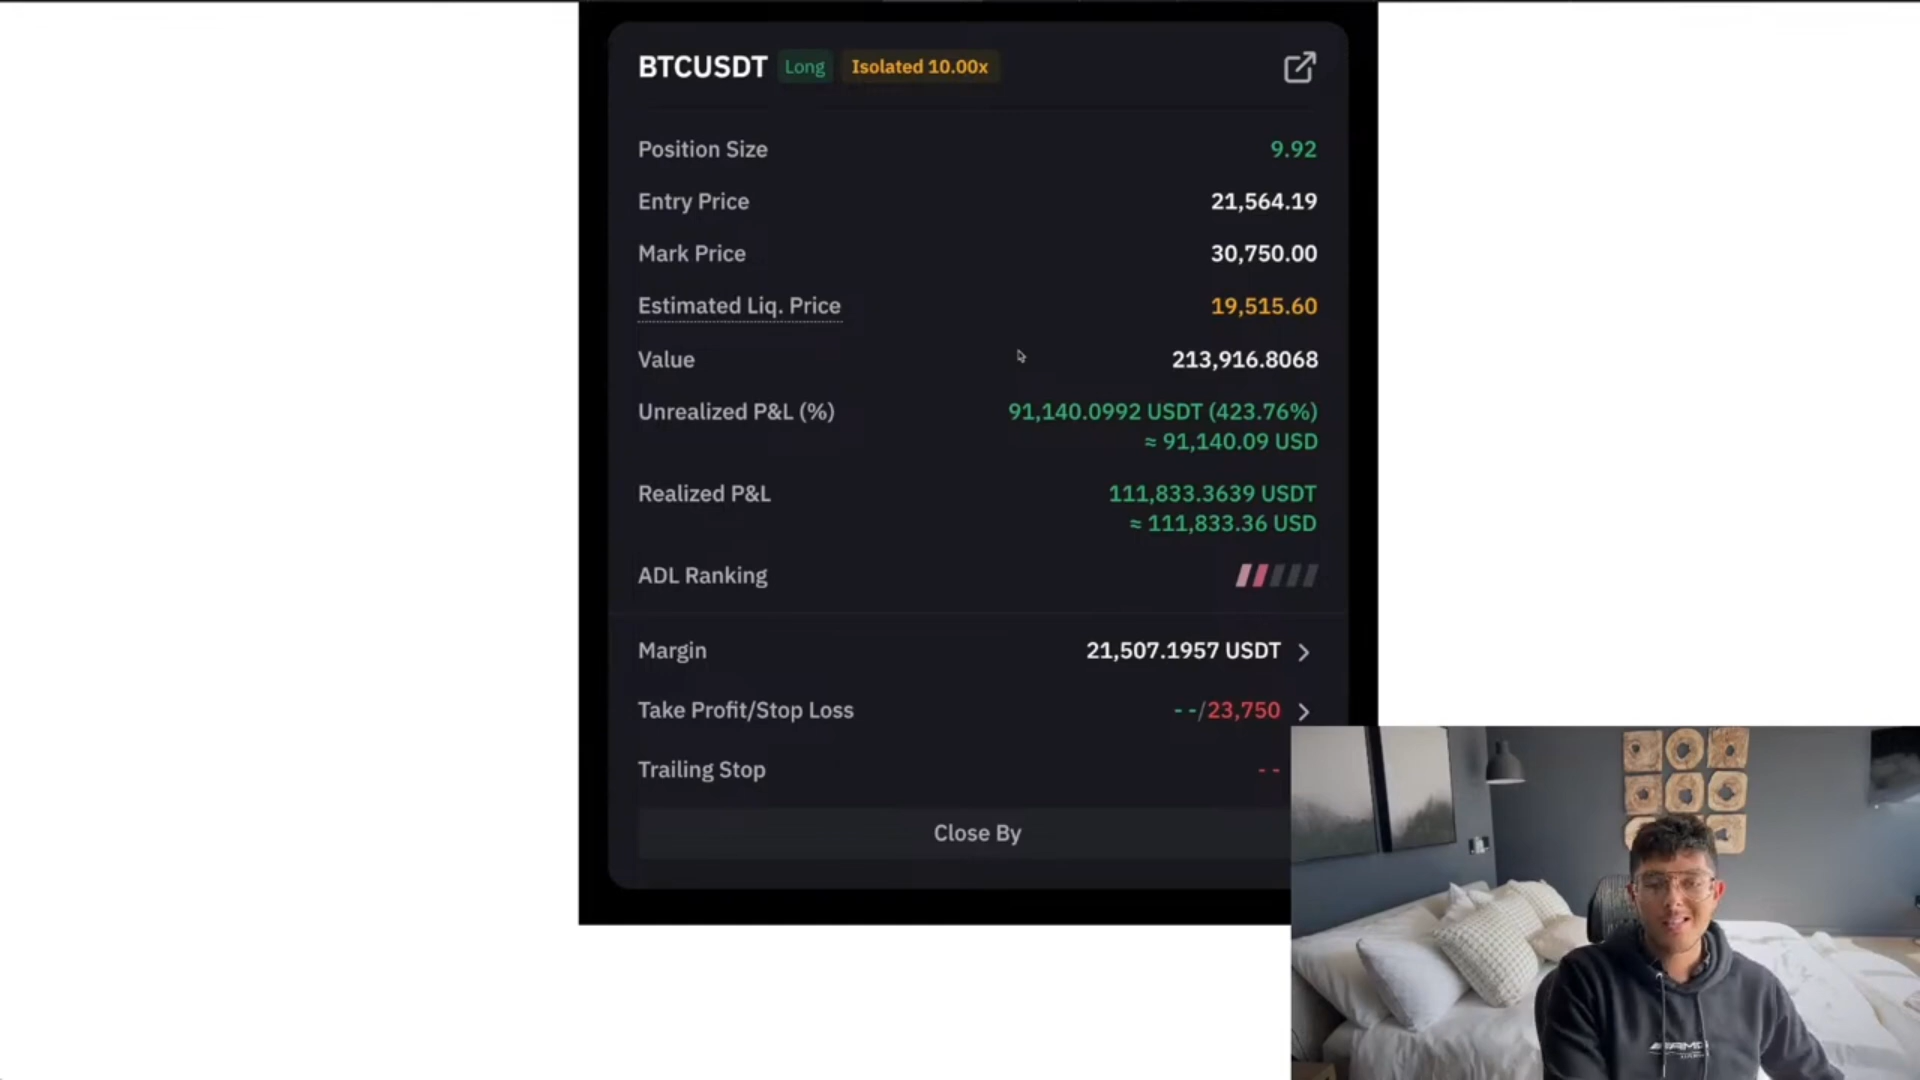 BTCUSDT Long Isolated 10.00x
Position Size 9.92
Entry Price 21,564.19
Mark Price 30,750.00
Estimated Liq. Price 19,515.60
Value 213,916.8068
Unrealized P&L (%) 91,140.0992 USDT (423.76%)
≈ 91,140.09 USD
Realized P&L 111,833.3639 USDT
≈ 111,833.36 USD
ADL Ranking
Margin 21,507.1957 USDT
Take Profit/Stop Loss --/23,750
Trailing Stop --
Close By